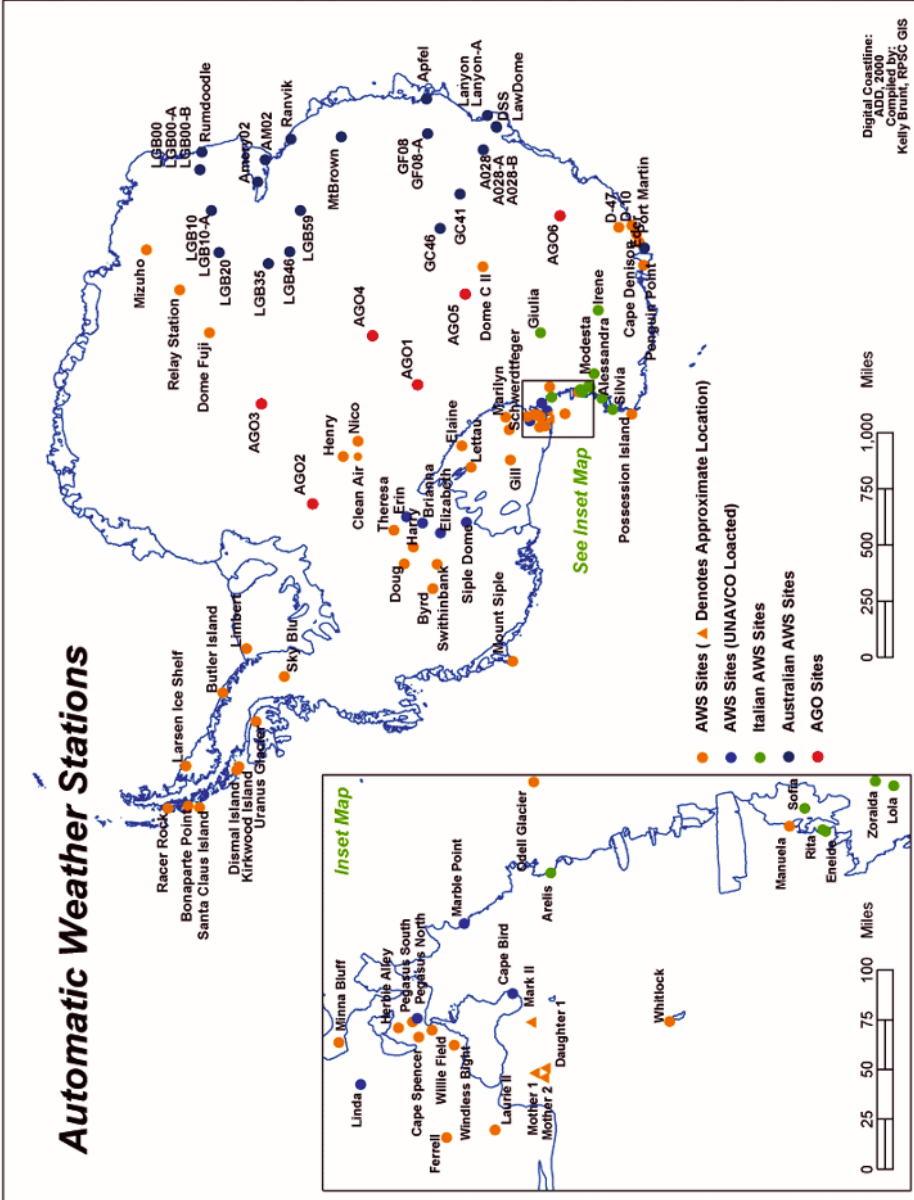 Automatic Weather Stations
Racer Rock
Bonaparte Point
Santa Claus Island
Larsen Ice Shelf
Dismal Island
Kirkwood Island
Uranus Glacier
Butler Island
Limbert
Sky Blu
Mizuho
Relay Station
Dome Fuji
LGB00
LGB00-A
LGB00-B
Rumdoodle
LGB10
LGB10-A
LGB20
LGB35
LGB46
LGB59
Amery02
AM02
Ranvik
MtBrown
Apfel
GF08
GF08-A
Lanyon
Lanyon-A
DSS
LawDome
A028
A028-A
A028-B
GC41
GC46
AGO1
AGO2
AGO3
AGO4
AGO5
AGO6
Dome C II
D-47
D-10
Eder
Port Martin
Cape Denison
Penguin Point
Henry
Nico
Clean Air
Theresa
Erin
Harry
Brianna
Elizabeth
Doug
Byrd
Swithinbank
Siple Dome
Mount Siple
Elaine
Lettau
Gill
Marilyn
Schwerdtfeger
Giulia
Irene
Modesta
Alessandra
Silvia
Possession Island
See Inset Map
AWS Sites ( Denotes Approximate Location)
AWS Sites (UNAVCO Loacted)
Italian AWS Sites
Australian AWS Sites
AGO Sites
0 250 500 750 1,000
Miles
Digital Coastline:
ADD, 2000
Compiled by:
Kelly Brunt, RPSC GIS
Inset Map
Minna Bluff
Linda
Herbie Alley
Pegasus South
Pegasus North
Cape Spencer
Willie Field
Windless Bight
Ferrell
Laurie II
Marble Point
Cape Bird
Mark II
Mother 1
Mother 2
Daughter 1
Odell Glacier
Arelis
Whitlock
Manuela
Sofia
Rita
Eneide
Zoraida
Lola
0 25 50 75 100
Miles